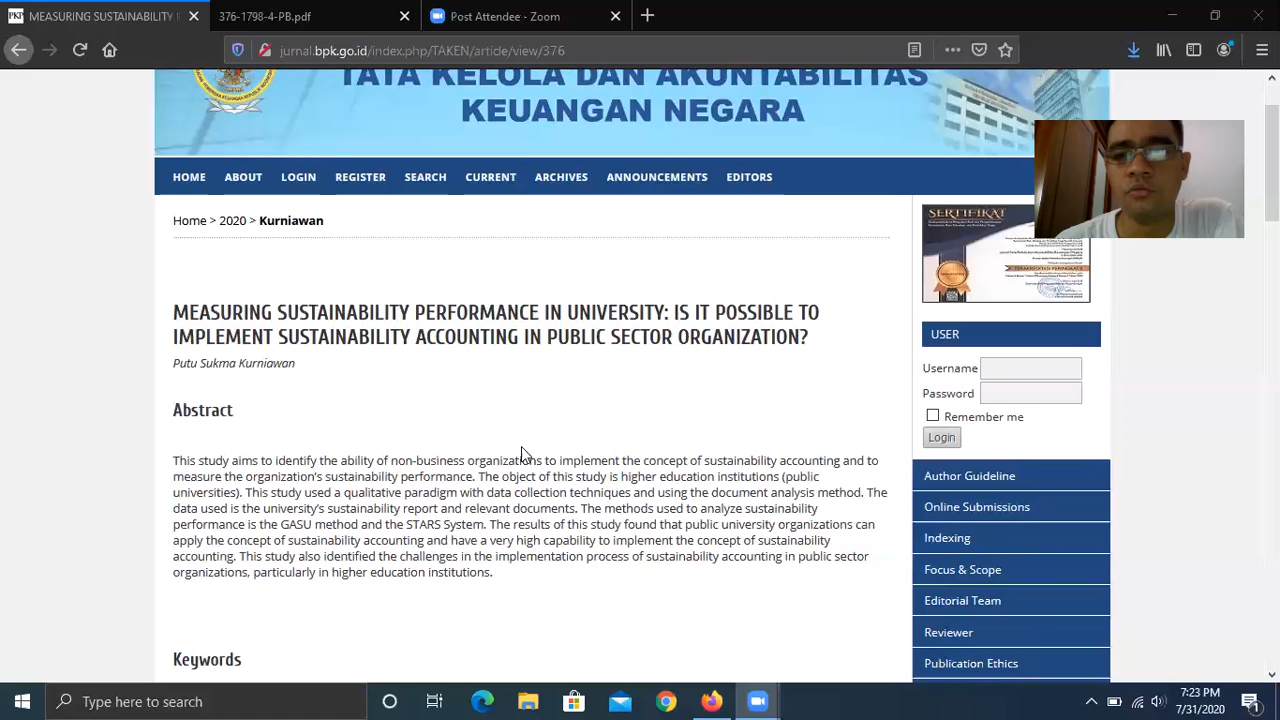 MEASURING SUSTAINABILITY
376-1798-4-PB.pdf
Post Attendee - Zoom
jurnal.bpk.go.id/index.php/TAKEN/article/view/376
TATA KELOLA DAN AKUNTABILITAS
KEUANGAN NEGARA
HOME
ABOUT
LOGIN
REGISTER
SEARCH
CURRENT
ARCHIVES
ANNOUNCEMENTS
EDITORS
Home > 2020 > Kurniawan
MEASURING SUSTAINABILITY PERFORMANCE IN UNIVERSITY: IS IT POSSIBLE TO
IMPLEMENT SUSTAINABILITY ACCOUNTING IN PUBLIC SECTOR ORGANIZATION?
Putu Sukma Kurniawan
Abstract
This study aims to identify the ability of non-business organizations to implement the concept of sustainability accounting and to
measure the organization's sustainability performance. The object of this study is higher education institutions (public
universities). This study used a qualitative paradigm with data collection techniques and using the document analysis method. The
data used is the university's sustainability report and relevant documents. The methods used to analyze sustainability
performance is the GASU method and the STARS System. The results of this study found that public university organizations can
apply the concept of sustainability accounting and have a very high capability to implement the concept of sustainability
accounting. This study also identified the challenges in the implementation process of sustainability accounting in public sector
organizations, particularly in higher education institutions.
Keywords
SERTIFIKAT
USER
Username
Password
Remember me
Login
Author Guideline
Online Submissions
Indexing
Focus & Scope
Editorial Team
Reviewer
Publication Ethics
Type here to search
7:23 PM
7/31/2020
1